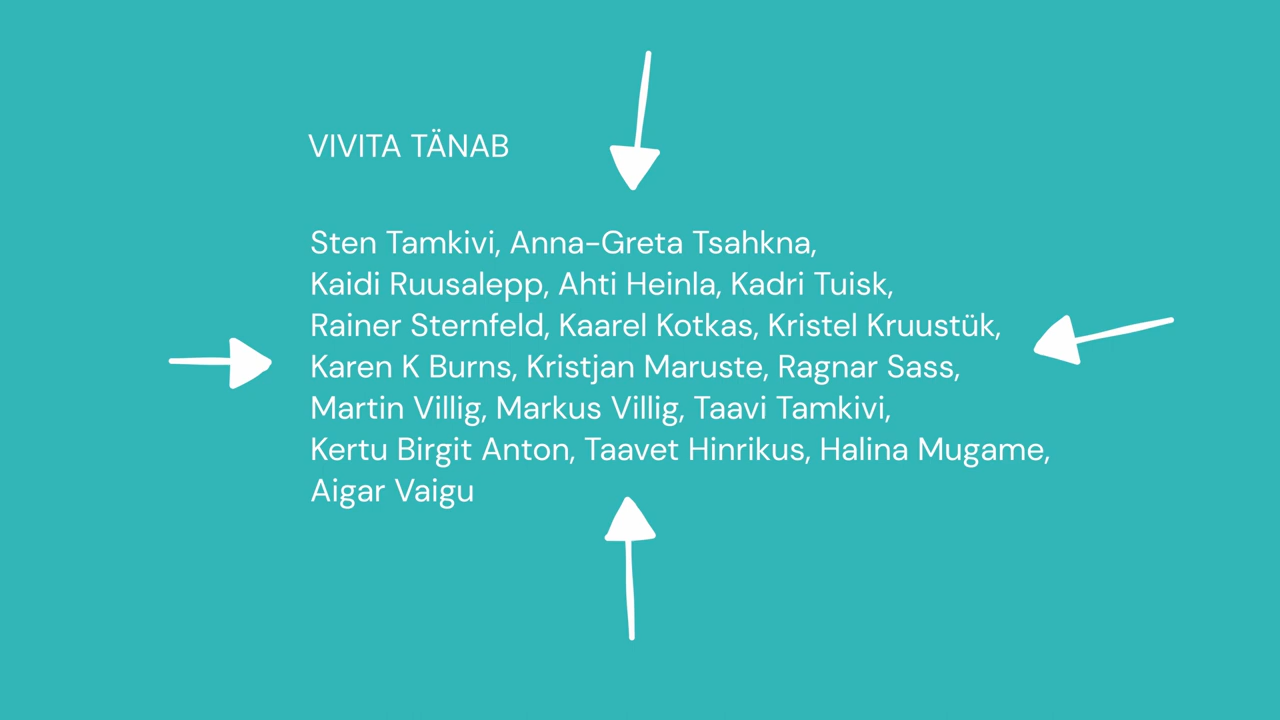 VIVITA TÄNAB
Sten Tamkivi, Anna-Greta Tsahkna,
Kaidi Ruusalepp, Ahti Heinla, Kadri Tuisk,
Rainer Sternfeld, Kaarel Kotkas, Kristel Kruustük,
Karen K Burns, Kristjan Maruste, Ragnar Sass,
Martin Villig, Markus Villig, Taavi Tamkivi,
Kertu Birgit Anton, Taavet Hinrikus, Halina Mugame,
Aigar Vaigu